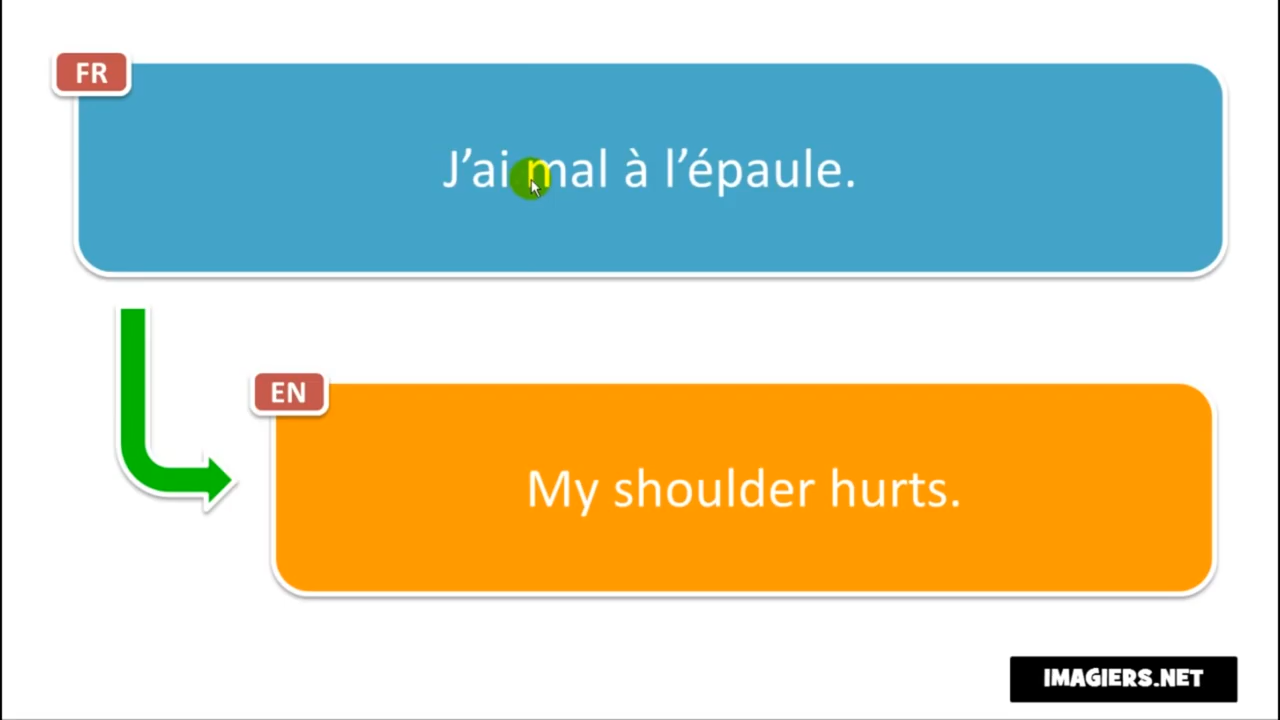 FR
J’ai mal à l’épaule.
EN
My shoulder hurts.
IMAGIERS.NET